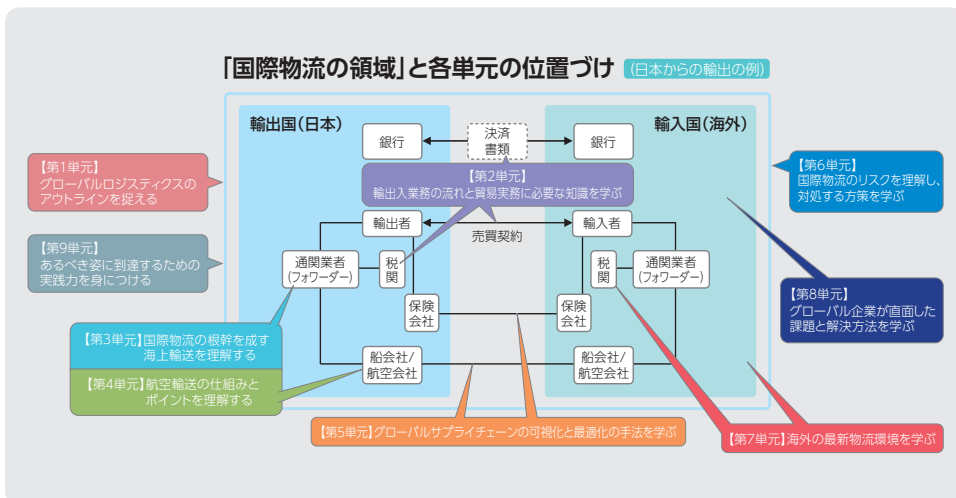 「国際物流の領域」と各単元の位置づけ (日本からの輸出の例)
輸出国(日本)
輸入国(海外)
銀行
決済
書類
銀行
【第1単元】
グローバルロジスティクスの
アウトラインを捉える
【第2単元】
輸出入業務の流れと貿易実務に必要な知識を学ぶ
【第6単元】
国際物流のリスクを理解し、
対処する方策を学ぶ
輸出者
売買契約
輸入者
【第9単元】
あるべき姿に到達するための
実践力を身につける
通関業者
(フォワーダー)
税
関
税
関
通関業者
(フォワーダー)
【第8単元】
グローバル企業が直面した
課題と解決方法を学ぶ
保険
会社
保険
会社
【第3単元】国際物流の根幹を成す
海上輸送を理解する
【第4単元】航空輸送の仕組みと
ポイントを理解する
船会社/
航空会社
船会社/
航空会社
【第5単元】グローバルサプライチェーンの可視化と最適化の手法を学ぶ
【第7単元】海外の最新物流環境を学ぶ